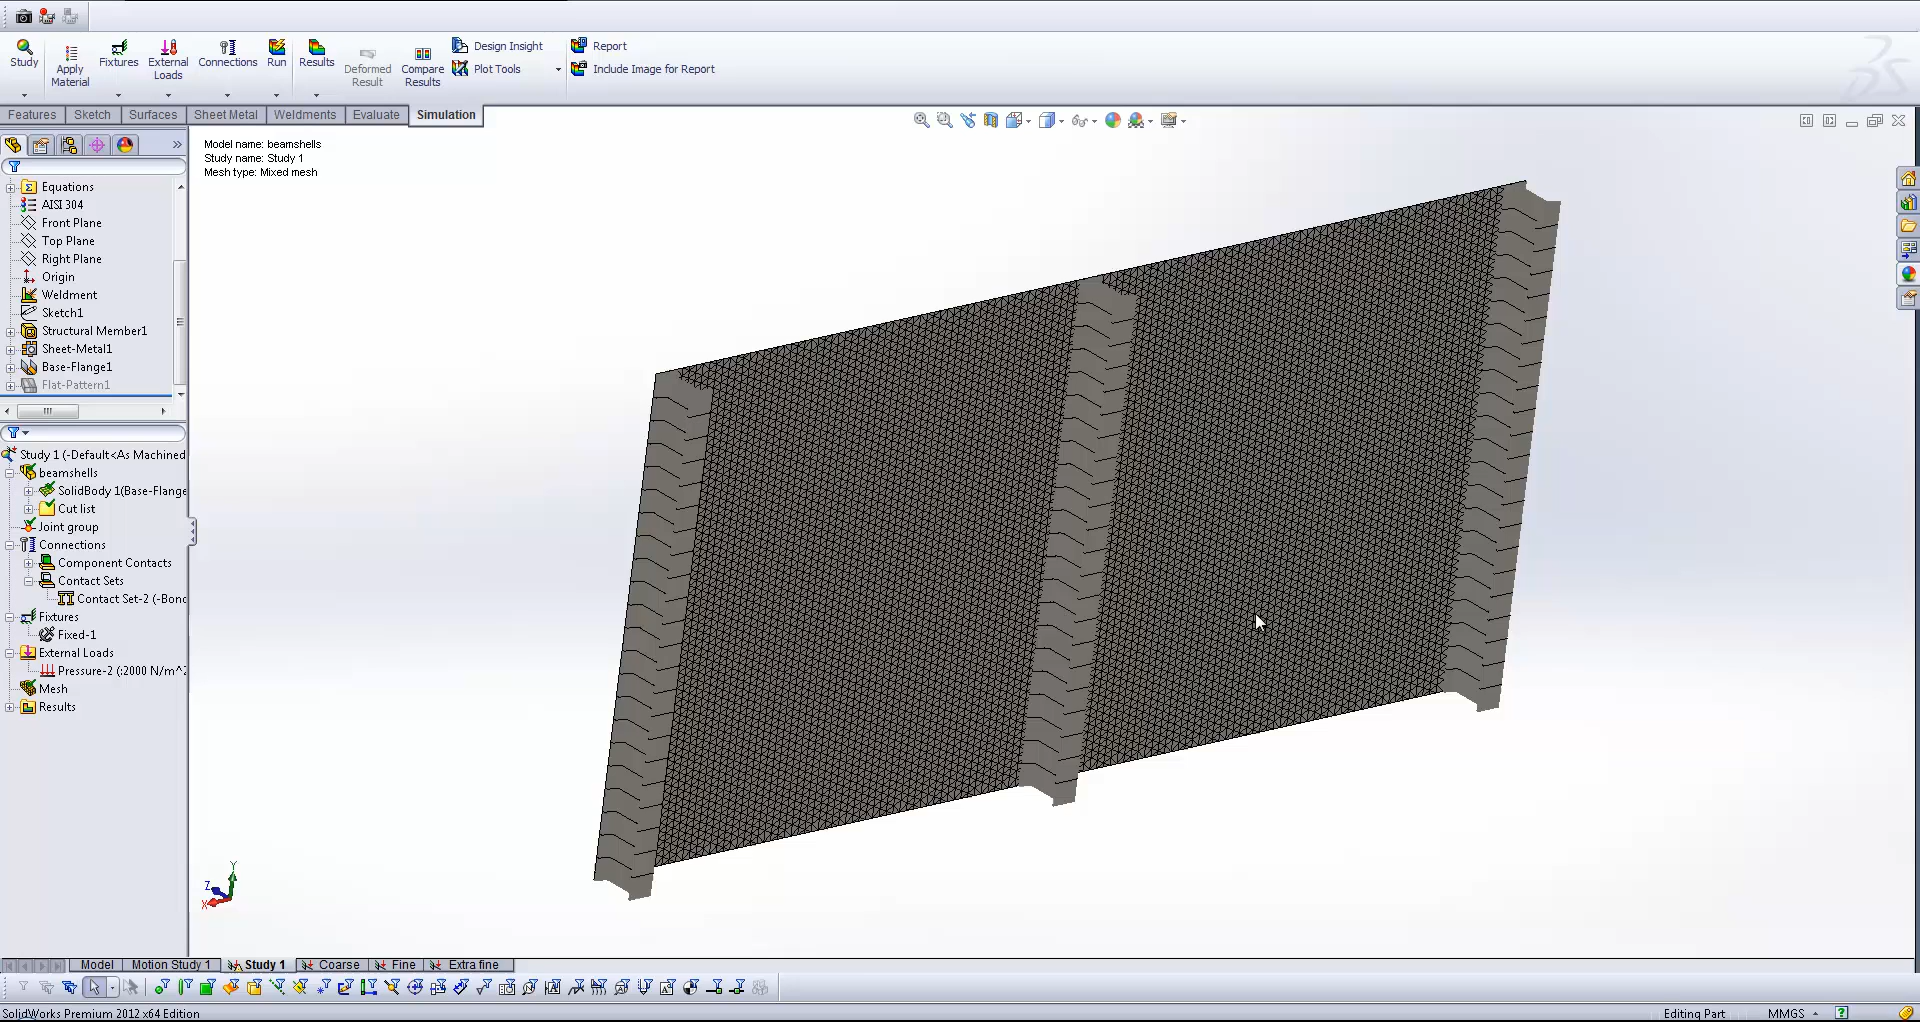 Study
Apply Material
Fixtures
External Loads
Connections
Run
Results
Deformed Result
Compare Results
Design Insight
Plot Tools
Report
Include Image for Report
Features
Sketch
Surfaces
Sheet Metal
Weldments
Evaluate
Simulation
Model name: beamshells
Study name: Study 1
Mesh type: Mixed mesh
Equations
AISI 304
Front Plane
Top Plane
Right Plane
Origin
Weldment
Sketch1
Structural Member1
Sheet-Metal1
Base-Flange1
Flat-Pattern1
Study 1 (-Default<As Machined
beamshells
SolidBody 1(Base-Flange
Cut list
Joint group
Connections
Component Contacts
Contact Sets
Contact Set-2 (-Bond
Fixtures
Fixed-1
External Loads
Pressure-2 (:2000 N/m^2
Mesh
Results
Y
Z
X
Model
Motion Study 1
Study 1
Coarse
Fine
Extra fine
SolidWorks Premium 2012 x64 Edition
Editing Part
MMGS